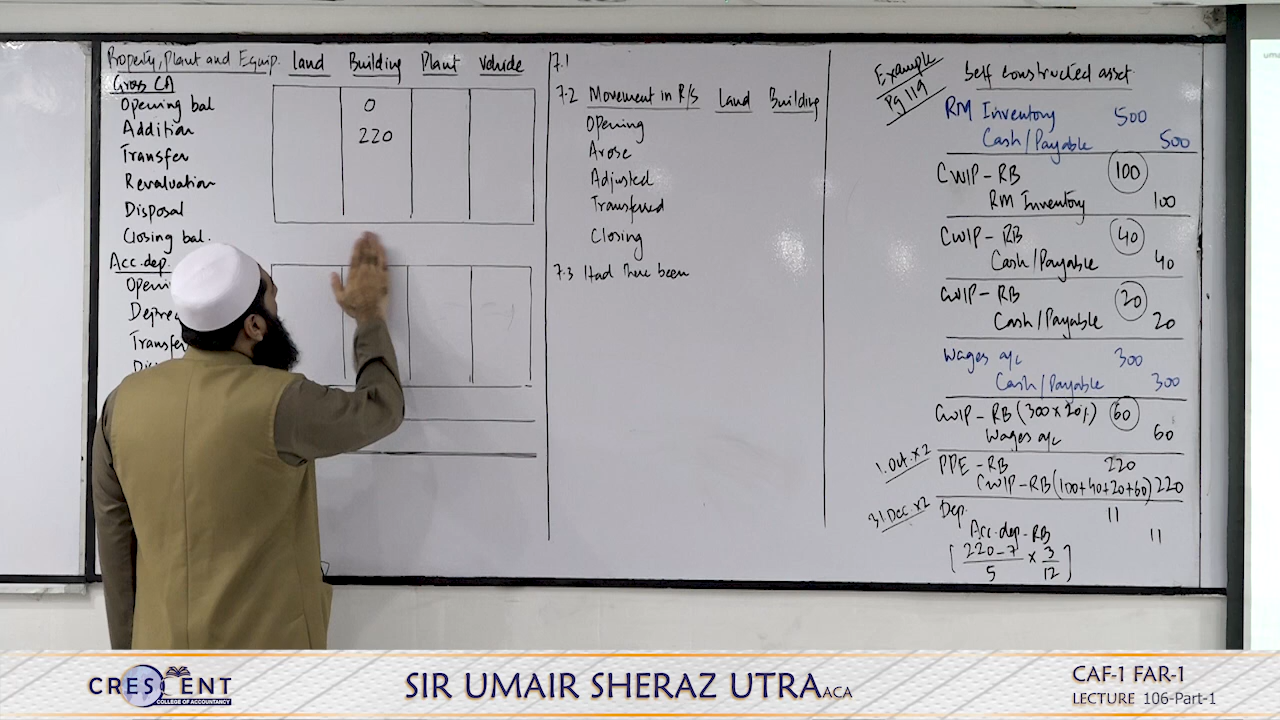 Property, Plant and Equip. Land Building Plant Vehicle
Gross CA
Opening bal 0
Addition 220
Transfer
Revaluation
Disposal
Closing bal.
Acc. dep.
7.1
7.2 Movement in R/S Land Building
Opening
Arose
Adjusted
Transferred
Closing
7.3 Had there been
Example
Pg 119
Self constructed asset
RM Inventory 500
Cash/Payable 500
CWIP-RB 100
RM Inventory 100
CWIP-RB 40
Cash/Payable 40
CWIP-RB 20
Cash/Payable 20
Wages a/c 300
Cash/Payable 300
CWIP-RB (300x20%) 60
Wages a/c 60
1.Oct.x2 PPE-RB 220
CWIP-RB (100+40+20+60) 220
31.Dec.x2 Dep. 11
Acc.dep-RB 11
[220-7/5 x 3/12]
CRESCENT
COLLEGE OF ACCOUNTANCY
SIR UMAIR SHERAZ UTRA ACA
CAF-1 FAR-1
LECTURE 106-Part-1